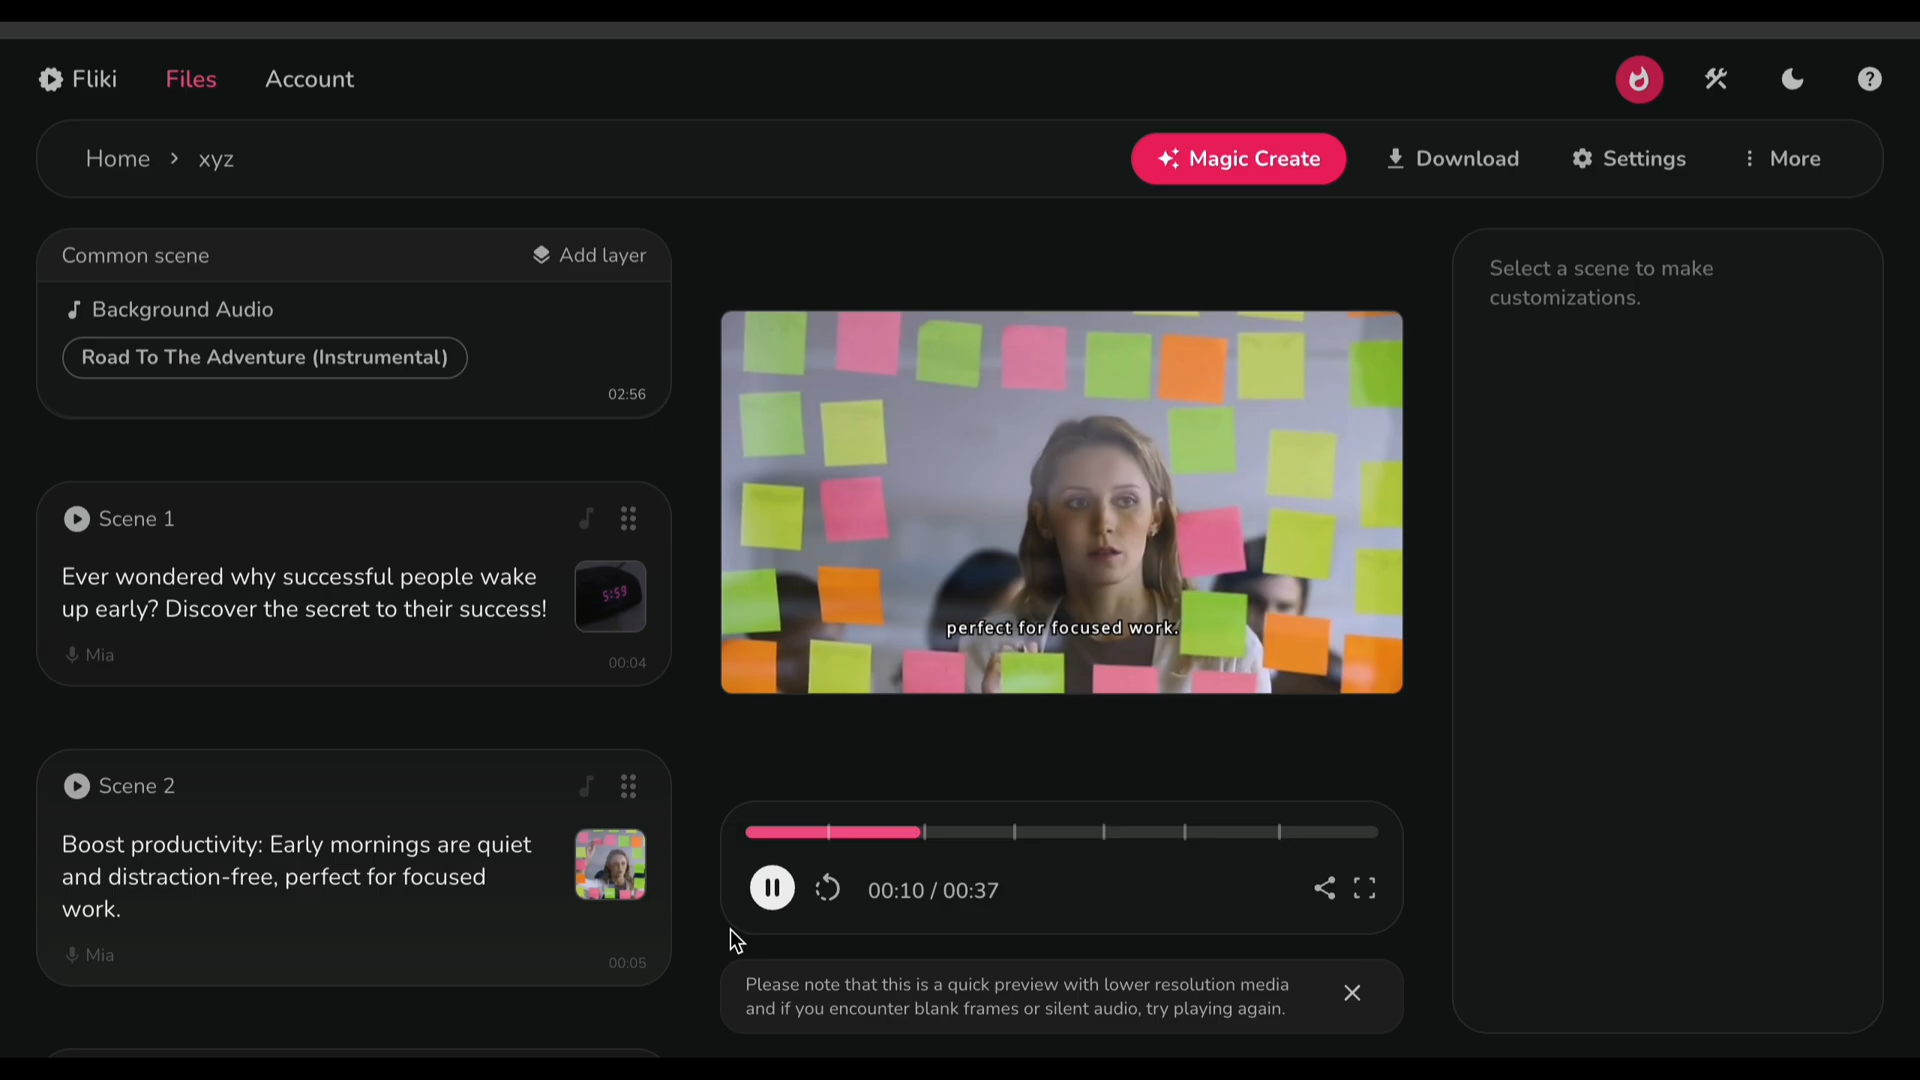 Fliki
Files
Account
Home
xyz
Magic Create
Download
Settings
More
Common scene
Add layer
Background Audio
Road To The Adventure (Instrumental)
02:56
Scene 1
Ever wondered why successful people wake
up early? Discover the secret to their success!
5:59
Mia
00:04
Scene 2
Boost productivity: Early mornings are quiet
and distraction-free, perfect for focused
work.
Mia
00:05
perfect for focused work.
00:10 / 00:37
Please note that this is a quick preview with lower resolution media
and if you encounter blank frames or silent audio, try playing again.
Select a scene to make
customizations.